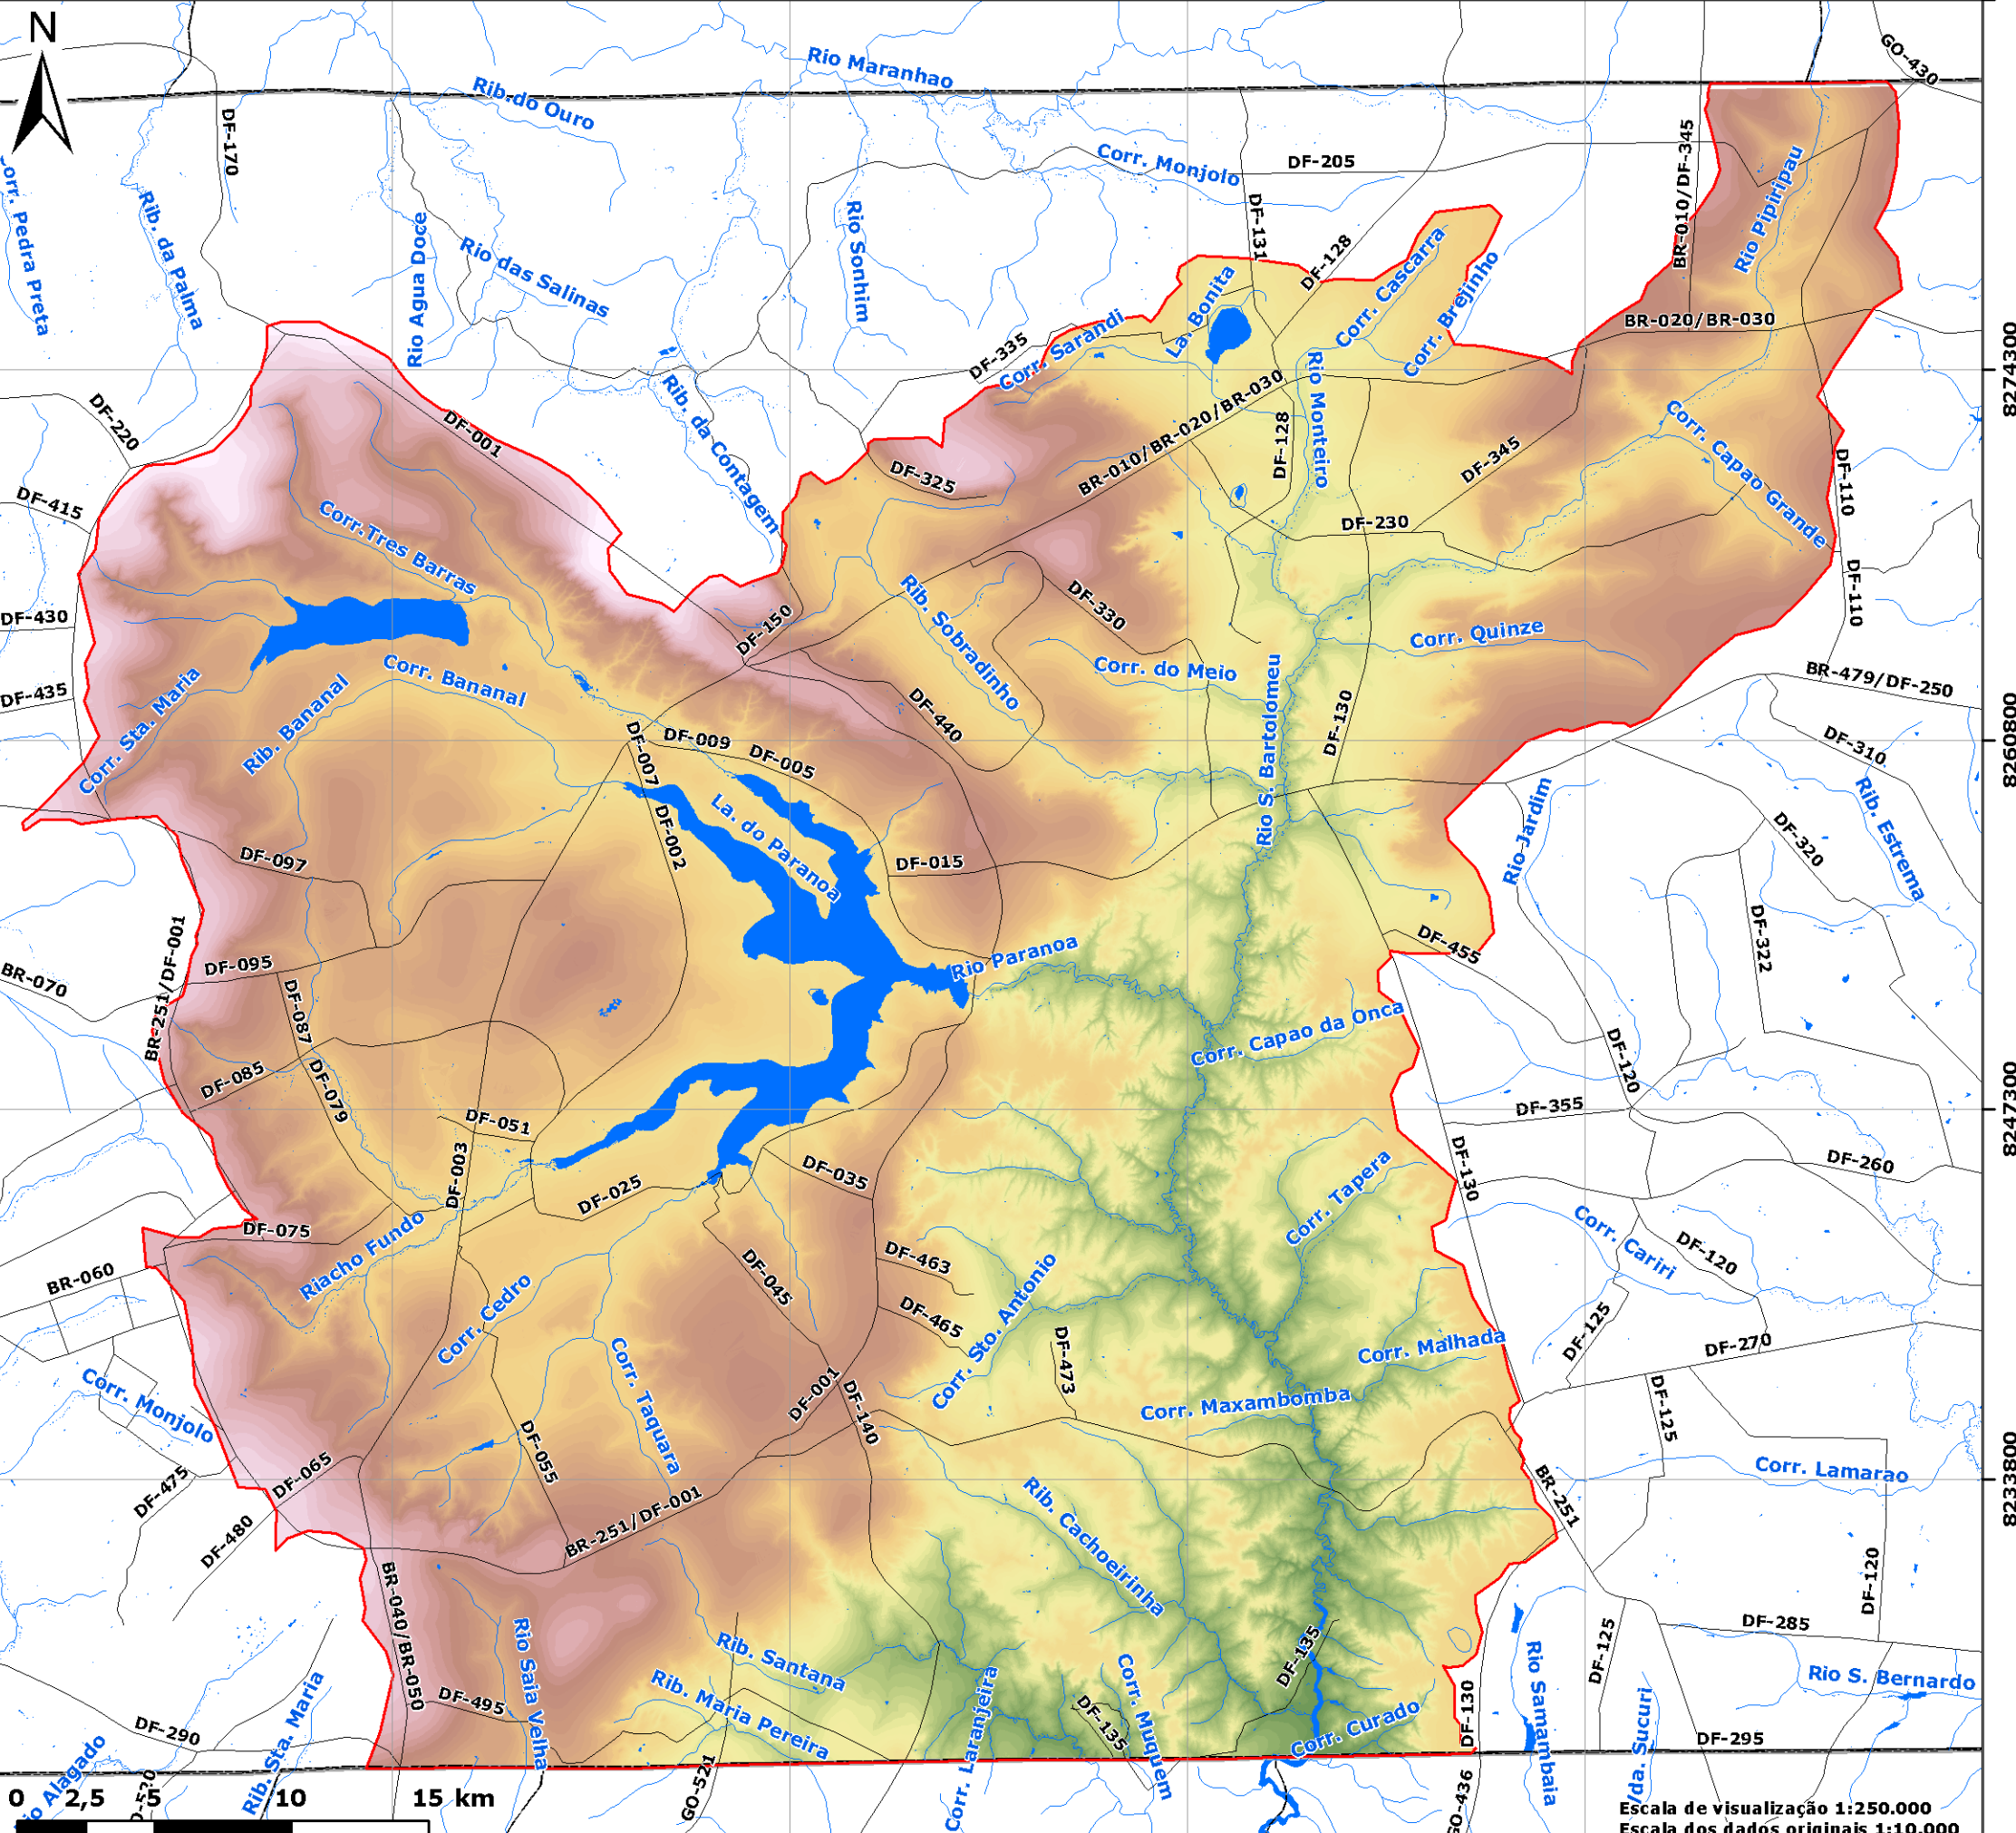 N
GO-430
Rio Maranhao
Rib.do Ouro
DF-170
Corr. Monjolo
DF-205
BR-010/DF-345
Rio Pipiripau
Corr. Pedra Preta
Rib. da Palma
Rio Agua Doce
Rio das Salinas
Rio Sonhim
DF-131
DF-128
Corr. Cascarra
Corr. Brejinho
La. Bonita
BR-020/BR-030
DF-335
Corr. Sarandi
8274300
DF-220
DF-001
Rib. da Contagem
BR-010/BR-020/BR-030
Rio Monteiro
DF-128
DF-345
Corr. Capao Grande
DF-325
DF-110
DF-415
Corr.Tres Barras
DF-230
DF-430
DF-150
Rib. Sobradinho
DF-330
Corr. Quinze
DF-110
Corr. do Meio
DF-435
Corr. Sta. Maria
Rib. Bananal
Corr. Bananal
DF-440
Rio S. Bartolomeu
DF-130
BR-479/DF-250
8260800
DF-007
DF-009
DF-005
DF-310
DF-002
La. do Paranoa
Rio Jardim
DF-320
Rib. Estrema
DF-097
DF-015
BR-251/DF-001
DF-095
BR-070
Rio Paranoa
DF-455
DF-322
DF-087
Corr. Capao da Onca
DF-085
DF-079
DF-120
DF-051
DF-355
8247300
DF-003
DF-025
DF-035
Corr. Tapera
DF-130
DF-260
DF-075
Riacho Fundo
Corr. Cariri
DF-120
BR-060
DF-045
DF-463
DF-465
Corr. Sto. Antonio
Corr. Cedro
DF-125
DF-270
Corr. Malhada
Corr. Taquara
DF-473
Corr. Monjolo
DF-001
DF-140
Corr. Maxambomba
DF-125
DF-055
DF-065
DF-475
Corr. Lamarao
8233800
BR-251
DF-480
BR-251/DF-001
Rib. Cachoeirinha
BR-040/BR-050
Rio Saia Velha
DF-120
DF-285
DF-125
Rib. Santana
DF-135
Rio S. Bernardo
Rib. Maria Pereira
Corr. Laranjeira
Corr. Muquem
DF-135
Corr. Curado
DF-130
Rio Samambaia
Vda. Sucuri
DF-495
DF-290
Rib. Sta. Maria
DF-295
Rio Alagado
GO-521
GO-436
0 2,5 5 10 15 km
Escala de visualização 1:250.000
Escala dos dados originais 1:10.000